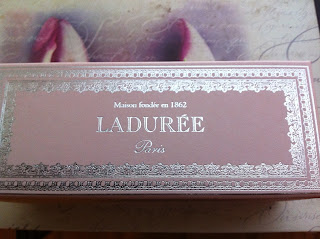 Maison fondée en 1862
LADURÉE
Paris